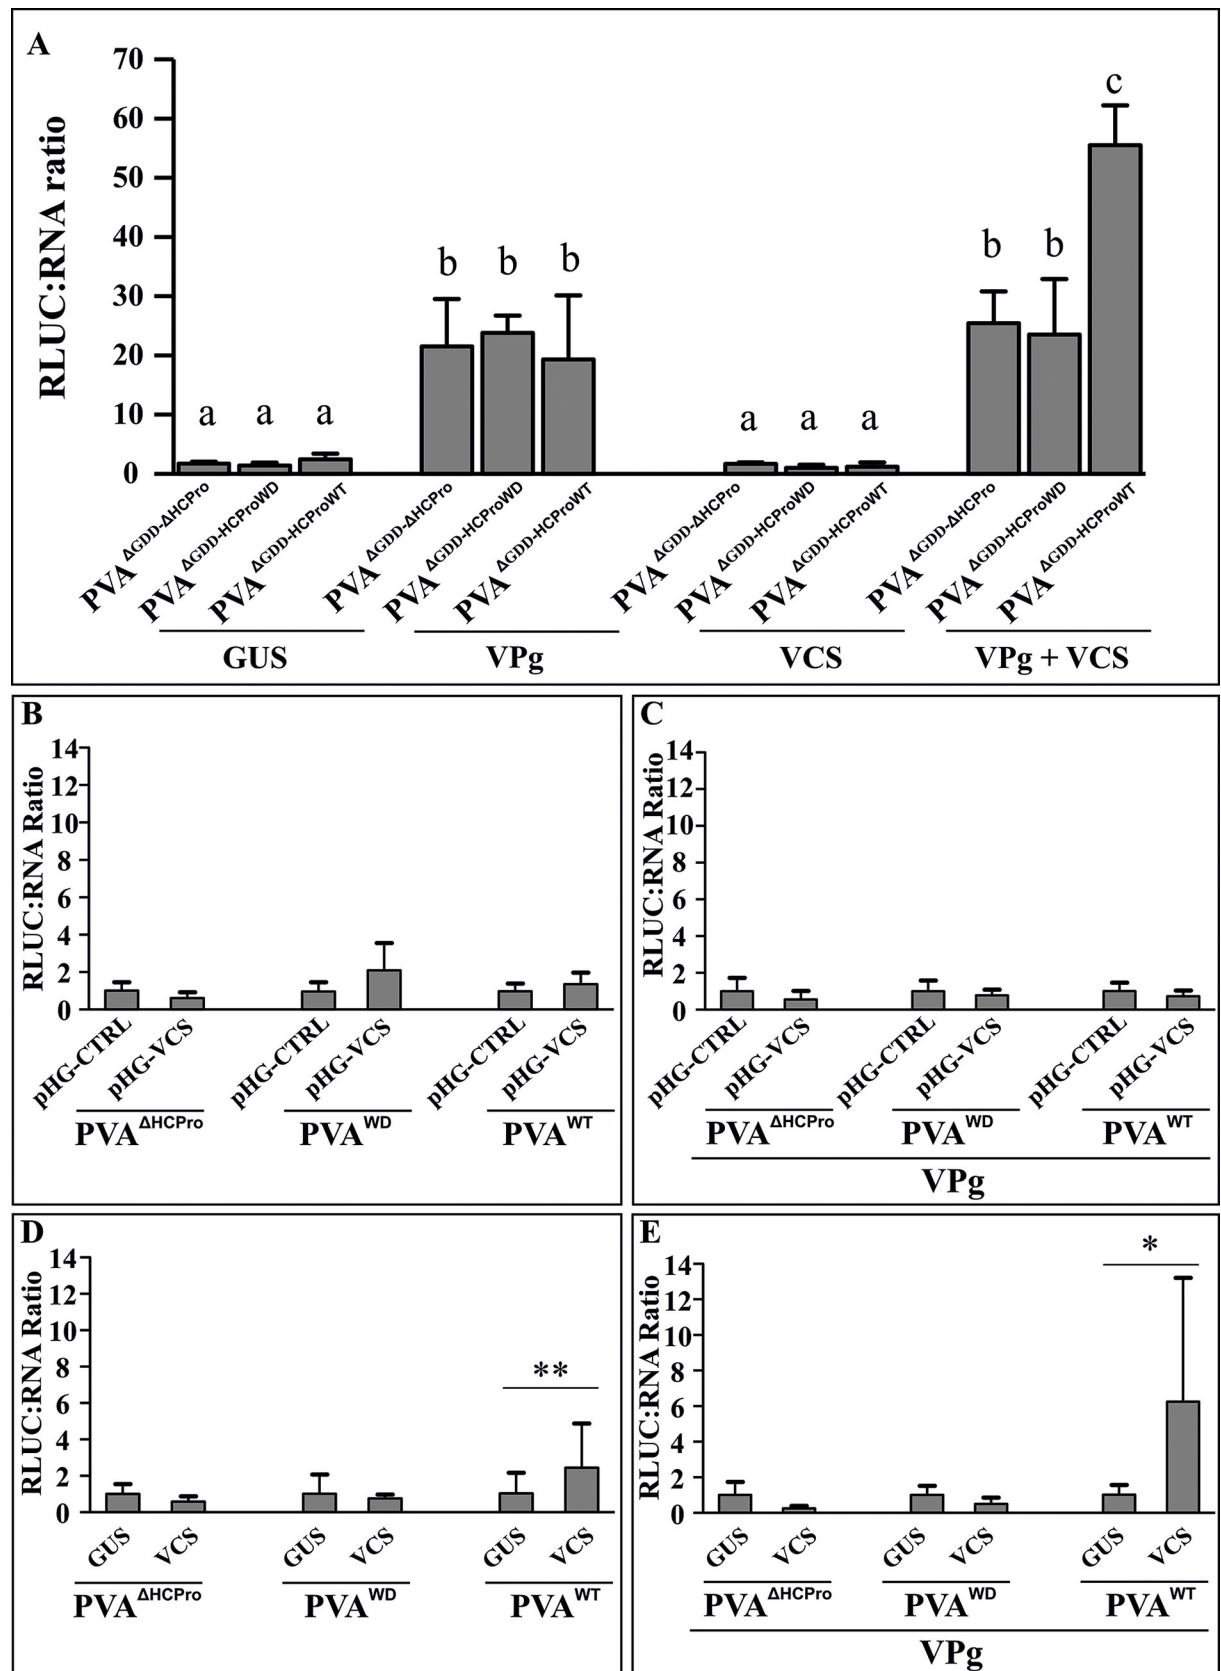 A
RLUC:RNA ratio
70
60
50
40
30
20
10
0
a a a b b b a a a b b c
PVA ΔGDD-ΔHCPro PVA ΔGDD-HCProWD PVA ΔGDD-HCProWT PVA ΔGDD-ΔHCPro PVA ΔGDD-HCProWD PVA ΔGDD-HCProWT PVA ΔGDD-ΔHCPro PVA ΔGDD-HCProWD PVA ΔGDD-HCProWT PVA ΔGDD-ΔHCPro PVA ΔGDD-HCProWD PVA ΔGDD-HCProWT
GUS VPg VCS VPg + VCS
B
RLUC:RNA Ratio
14
12
10
8
6
4
2
0
pHG-CTRL pHG-VCS pHG-CTRL pHG-VCS pHG-CTRL pHG-VCS
PVA ΔHCPro PVA WD PVA WT
C
RLUC:RNA Ratio
14
12
10
8
6
4
2
0
pHG-CTRL pHG-VCS pHG-CTRL pHG-VCS pHG-CTRL pHG-VCS
PVA ΔHCPro PVA WD PVA WT
VPg
D
RLUC:RNA Ratio
14
12
10
8
6
4
2
0
**
GUS VCS GUS VCS GUS VCS
PVA ΔHCPro PVA WD PVA WT
E
RLUC:RNA Ratio
14
12
10
8
6
4
2
0
*
GUS VCS GUS VCS GUS VCS
PVA ΔHCPro PVA WD PVA WT
VPg